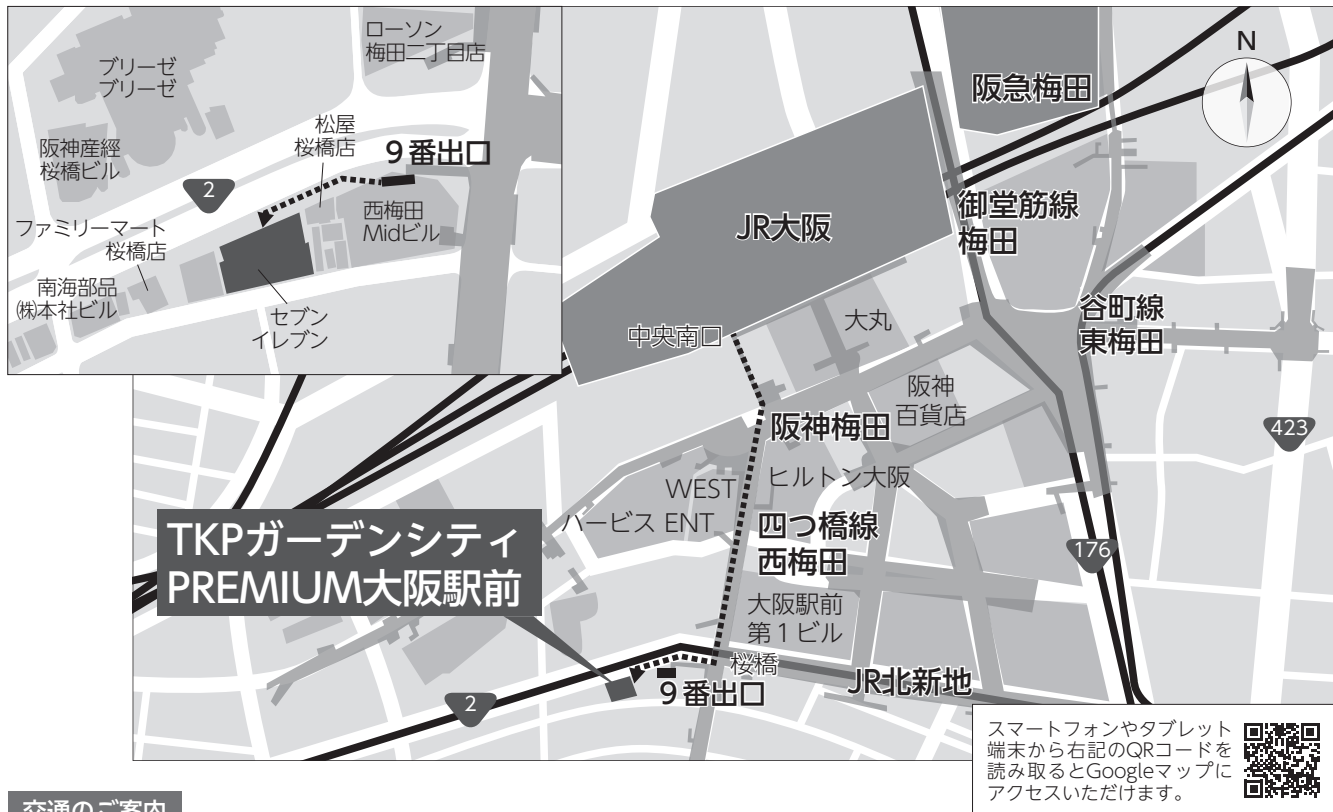 ローソン
梅田二丁目店
ブリーゼ
ブリーゼ
松屋
桜橋店
9番出口
阪神産經
桜橋ビル
2
西梅田
Midビル
ファミリーマート
桜橋店
南海部品
㈱本社ビル
セブン
イレブン
N
阪急梅田
御堂筋線
梅田
JR大阪
谷町線
東梅田
中央南口
大丸
阪神
百貨店
阪神梅田
423
ヒルトン大阪
WEST
ハービス ENT
四つ橋線
西梅田
176
TKPガーデンシティ
PREMIUM大阪駅前
大阪駅前
第1ビル
桜橋
9番出口
JR北新地
2
スマートフォンやタブレット
端末から右記のQRコードを
読み取るとGoogleマップに
アクセスいただけます。
交通のご案内